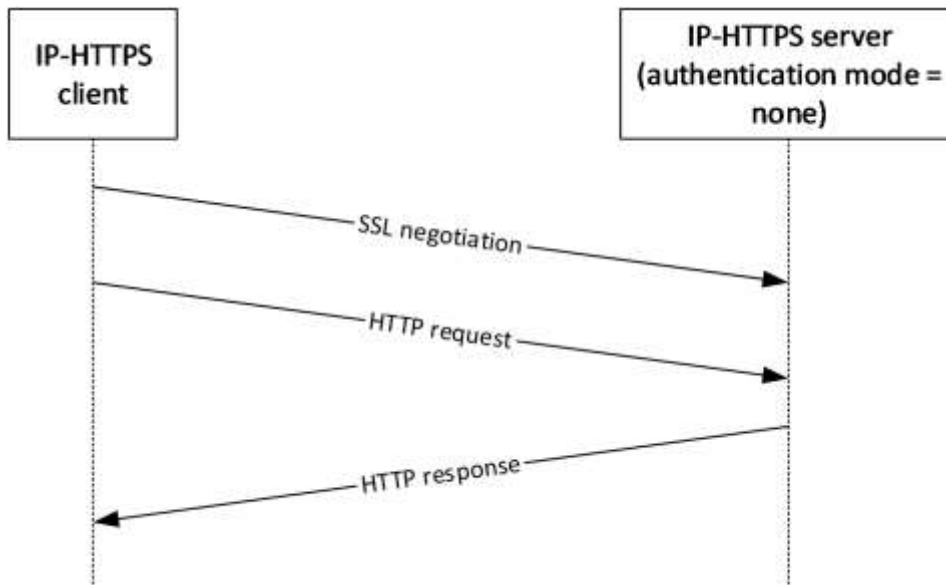 IP-HTTPS
client
IP-HTTPS server
(authentication mode =
none)
SSL negotiation
HTTP request
HTTP response